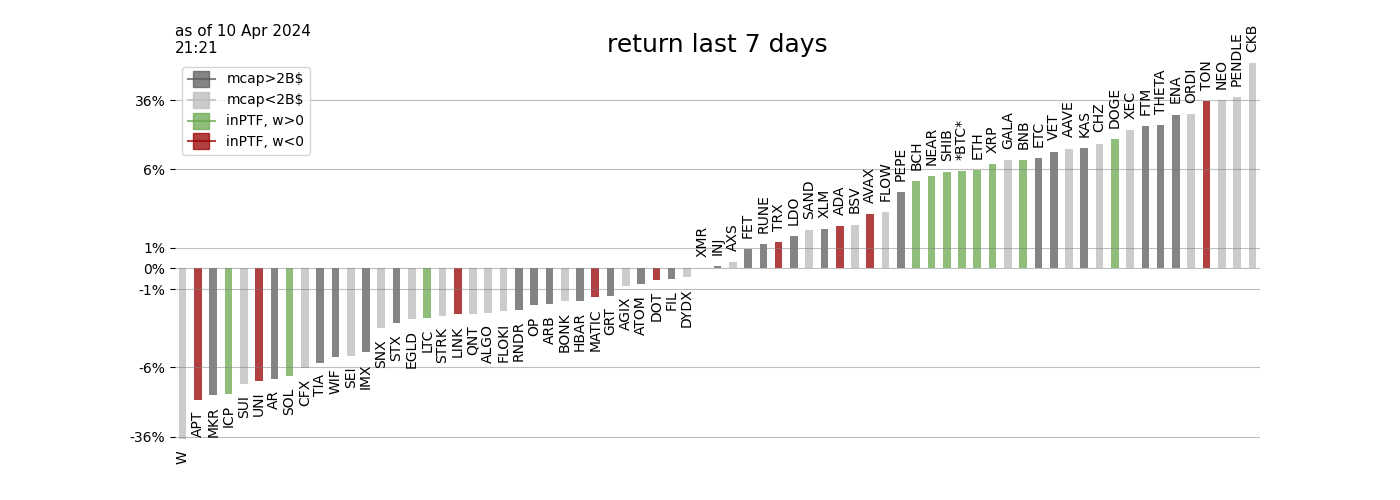 as of 10 Apr 2024
21:21
return last 7 days
mcap>2B$
mcap<2B$
inPTF, w>0
inPTF, w<0
36%
6%
1%
0%
-1%
-6%
-36%
W
APT
MKR
ICP
SUI
UNI
AR
SOL
CFX
TIA
WIF
SEI
IMX
SNX
STX
EGLD
LTC
STRK
LINK
QNT
ALGO
FLOKI
RNDR
OP
ARB
BONK
HBAR
MATIC
GRT
AGIX
ATOM
DOT
FIL
DYDX
XMR
INJ
AXS
FET
RUNE
TRX
LDO
SAND
XLM
ADA
BSV
AVAX
FLOW
PEPE
BCH
NEAR
SHIB
*BTC*
ETH
XRP
GALA
BNB
ETC
VET
AAVE
KAS
CHZ
DOGE
XEC
FTM
THETA
ENA
ORDI
TON
NEO
PENDLE
CKB